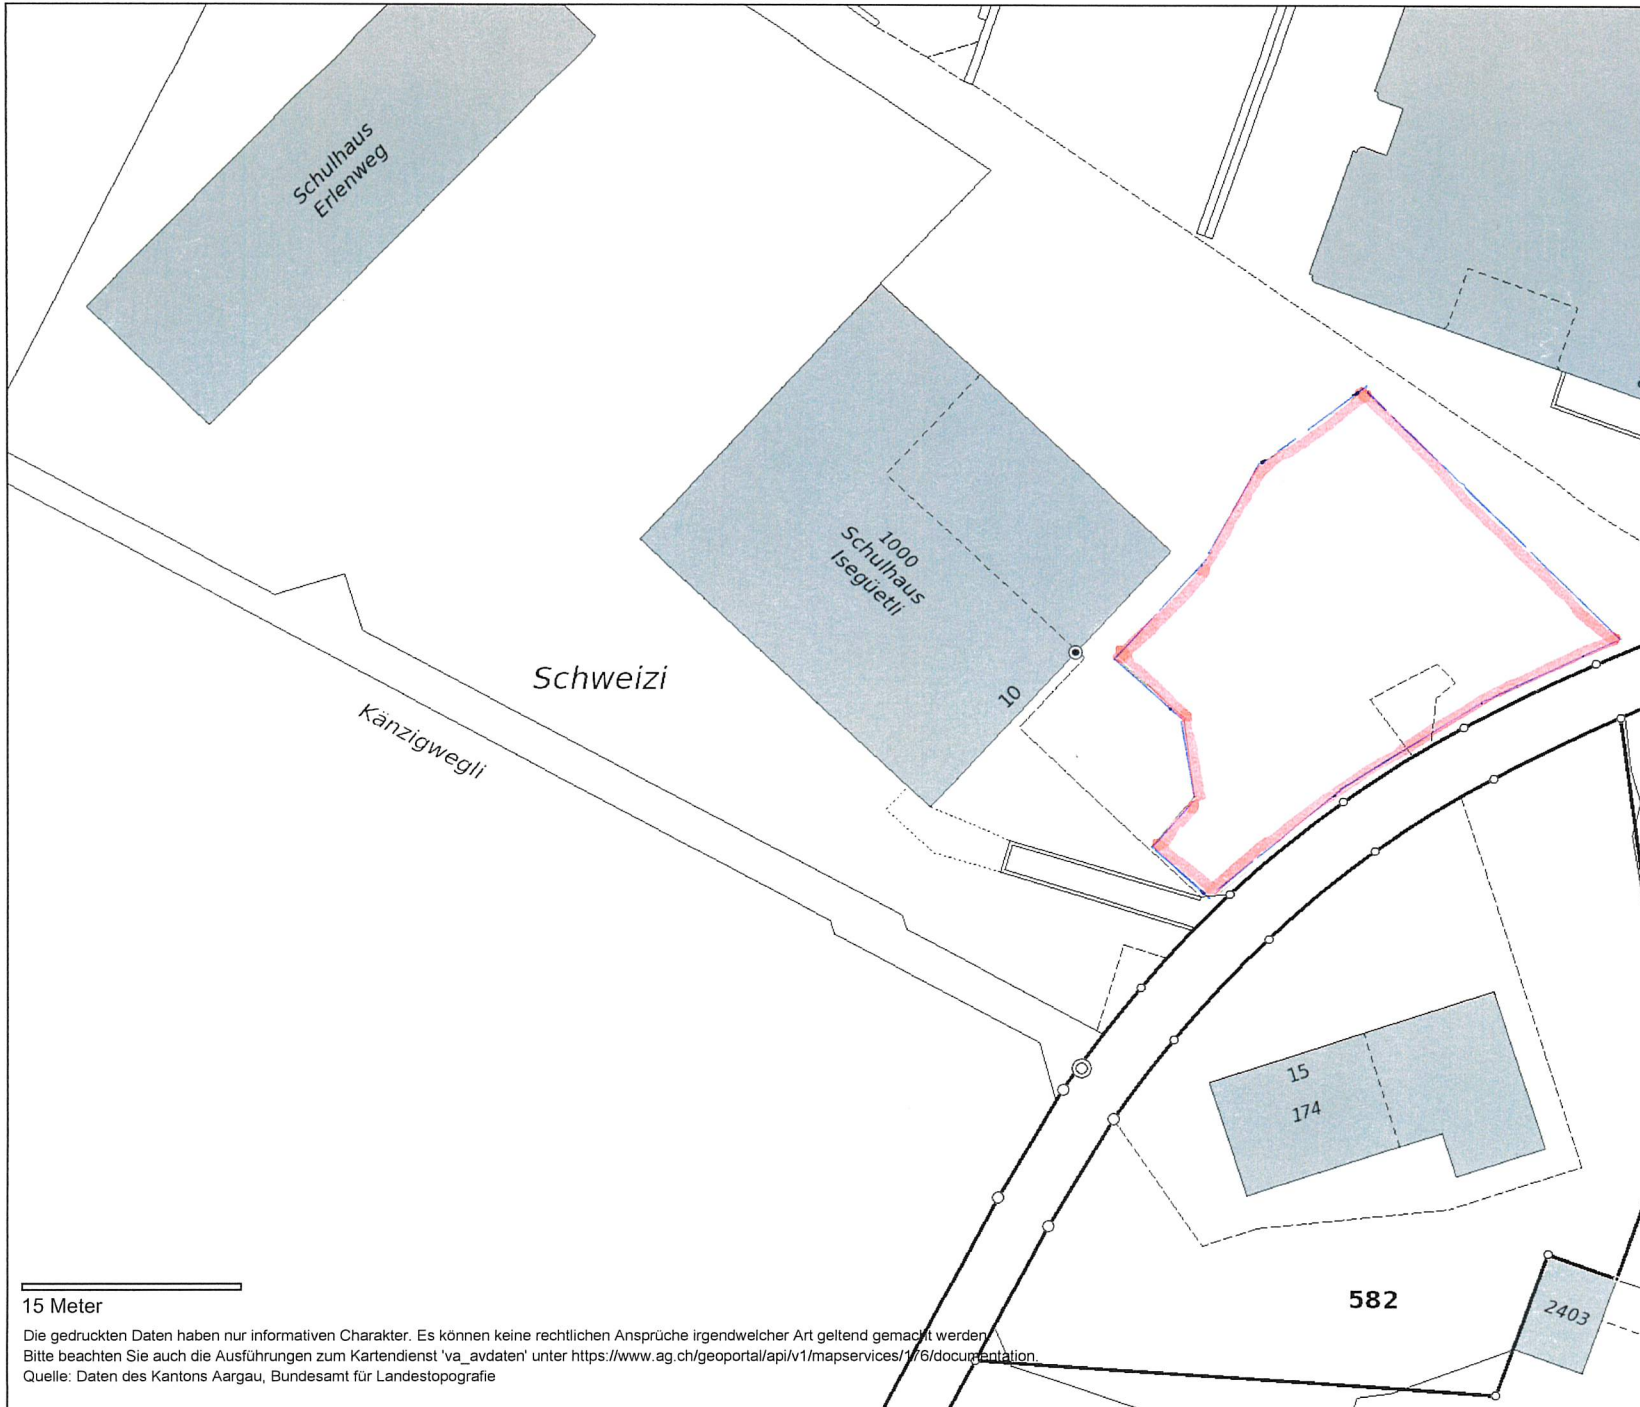 Schulhaus
Erlenweg
1000
Schulhaus
Isegüetli
10
Schweizi
Känzigwegli
15
174
582
2403
15 Meter
Die gedruckten Daten haben nur informativen Charakter. Es können keine rechtlichen Ansprüche irgendwelcher Art geltend gemacht werden.
Bitte beachten Sie auch die Ausführungen zum Kartendienst 'va_avdaten' unter https://www.ag.ch/geoportal/api/v1/mapservices/176/documentation.
Quelle: Daten des Kantons Aargau, Bundesamt für Landestopografie